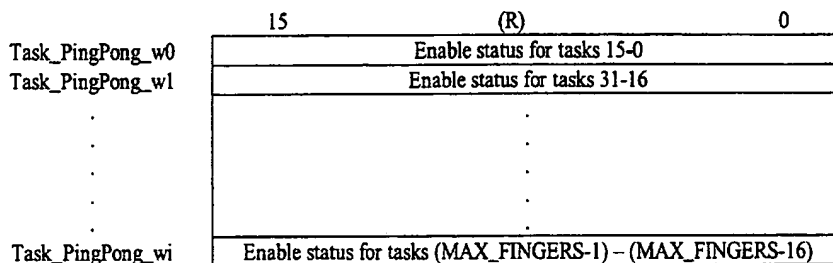 15 (R) 0
Task_PingPong_w0 Enable status for tasks 15-0
Task_PingPong_w1 Enable status for tasks 31-16
Task_PingPong_wi Enable status for tasks (MAX_FINGERS-1) – (MAX_FINGERS-16)